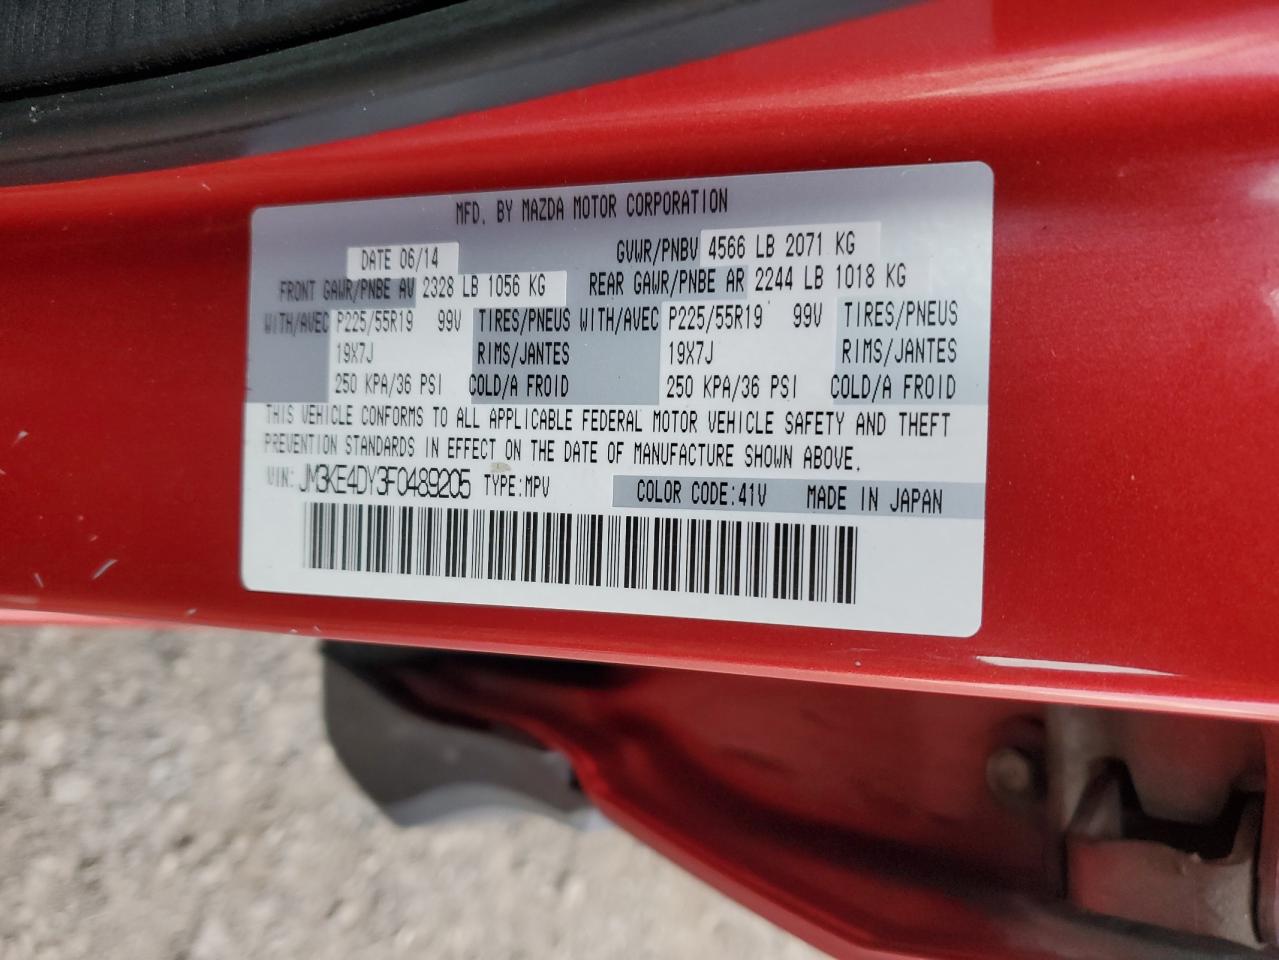 MFD. BY MAZDA MOTOR CORPORATION
DATE 06/14 GVWR/PNBV 4566 LB 2071 KG
FRONT GAWR/PNBE AV 2328 LB 1056 KG REAR GAWR/PNBE AR 2244 LB 1018 KG
WITH/AVEC P225/55R19 99V TIRES/PNEUS WITH/AVEC P225/55R19 99V TIRES/PNEUS
19X7J RIMS/JANTES 19X7J RIMS/JANTES
250 KPA/36 PSI COLD/A FROID 250 KPA/36 PSI COLD/A FROID
THIS VEHICLE CONFORMS TO ALL APPLICABLE FEDERAL MOTOR VEHICLE SAFETY AND THEFT
PREVENTION STANDARDS IN EFFECT ON THE DATE OF MANUFACTURE SHOWN ABOVE.
VIN: JM3KE4DY3F0489205 TYPE:MPV COLOR CODE:41V MADE IN JAPAN